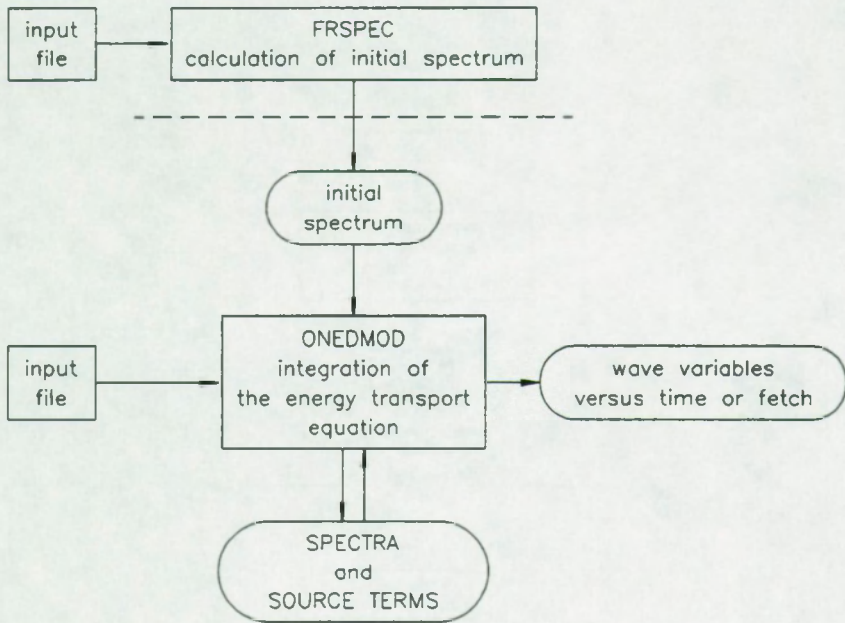 input
file
FRSPEC
calculation of initial spectrum
initial
spectrum
input
file
ONEDMOD
integration of
the energy transport
equation
wave variables
versus time or fetch
SPECTRA
and
SOURCE TERMS